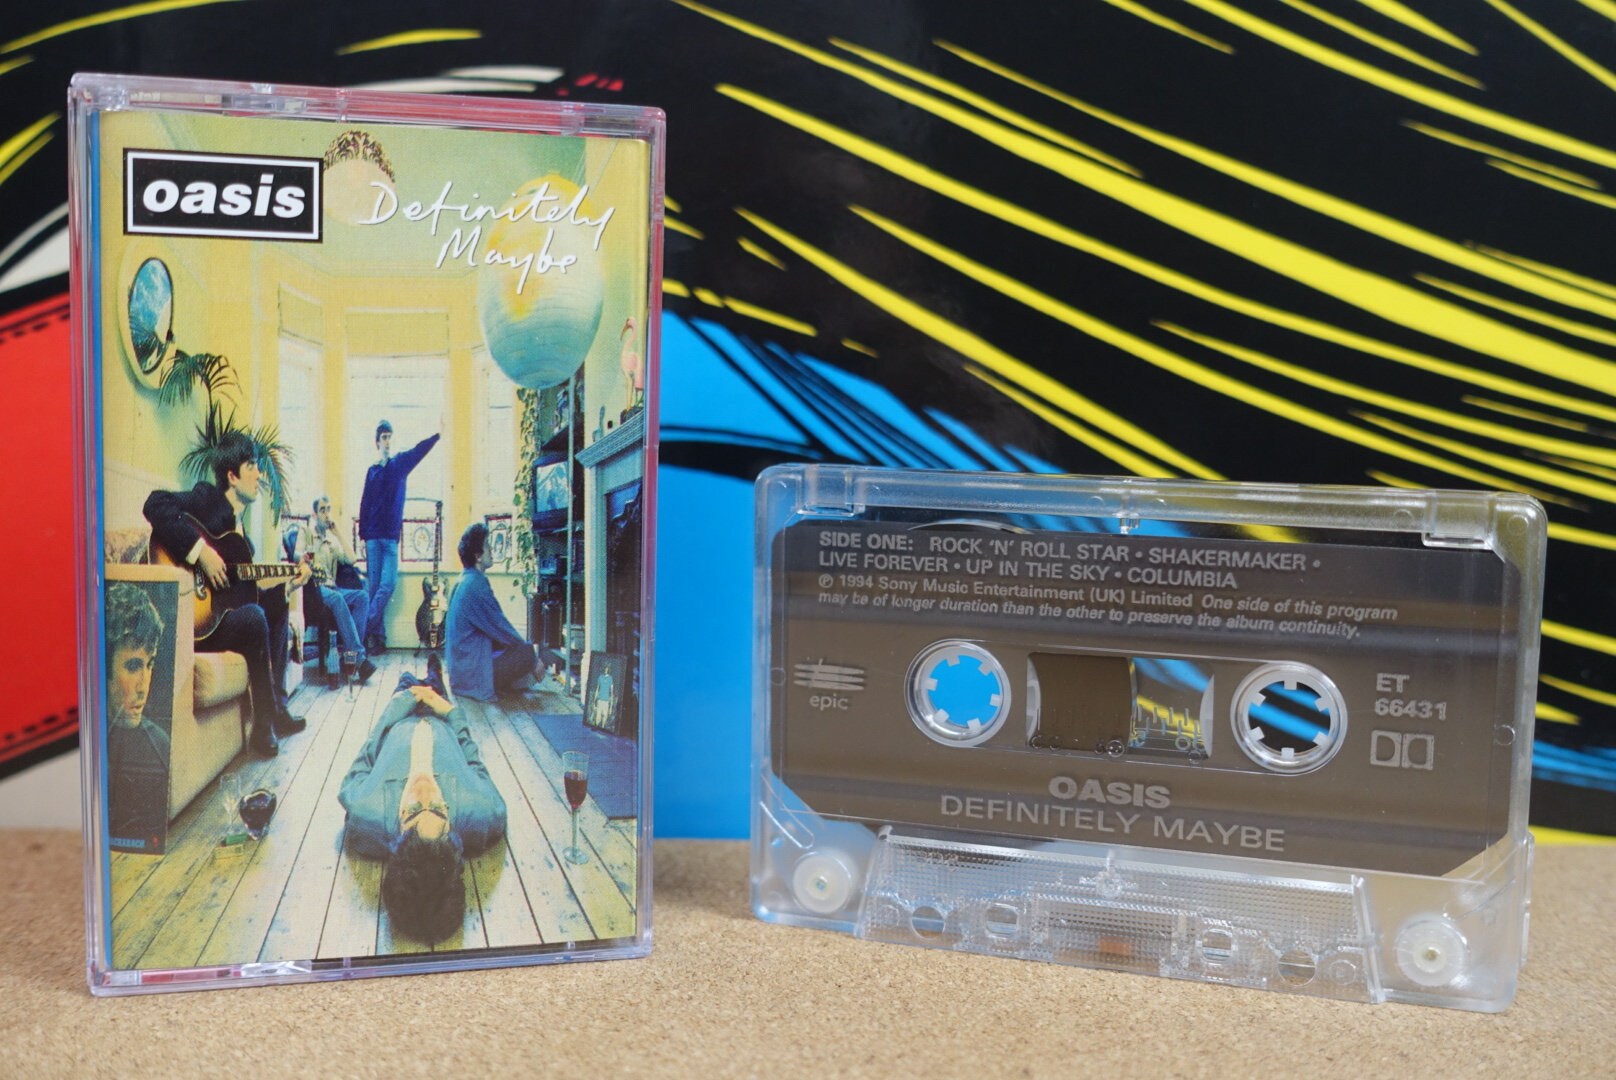 oasis
Definitely
Maybe
SIDE ONE: ROCK 'N' ROLL STAR • SHAKERMAKER •
LIVE FOREVER • UP IN THE SKY • COLUMBIA
℗ 1994 Sony Music Entertainment (UK) Limited One side of this program
may be of longer duration than the other to preserve the album continuity.
epic
ET
66431
OASIS
DEFINITELY MAYBE